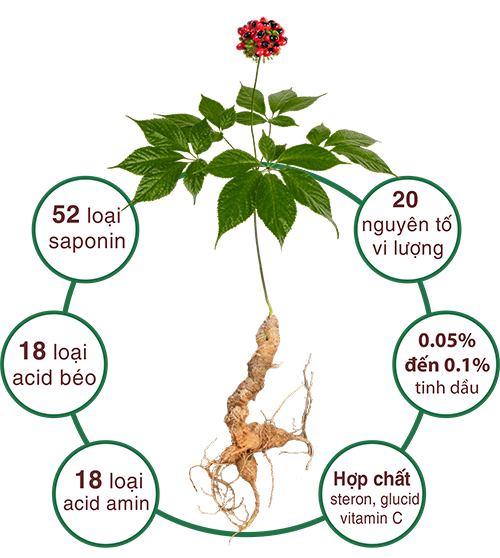 52 loại
saponin
20
nguyên tố
vi lượng
18 loại
acid béo
0.05%
đến 0.1%
tinh dầu
18 loại
acid amin
Hợp chất
steron, glucid
vitamin C